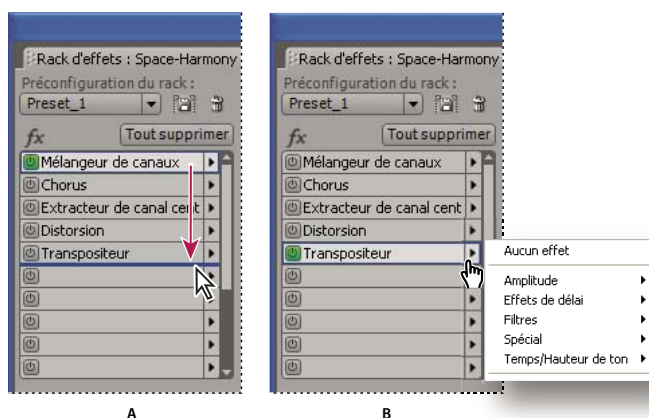 Rack d'effets : Space-Harmony
Préconfiguration du rack :
Preset_1
fx
Tout supprimer
Mélangeur de canaux
Chorus
Extracteur de canal cent
Distorsion
Transpositeur
A
Rack d'effets : Space-Harmony
Préconfiguration du rack :
Preset_1
fx
Tout supprimer
Mélangeur de canaux
Chorus
Extracteur de canal cent
Distorsion
Transpositeur
Aucun effet
Amplitude
Effets de délai
Filtres
Spécial
Temps/Hauteur de ton
B